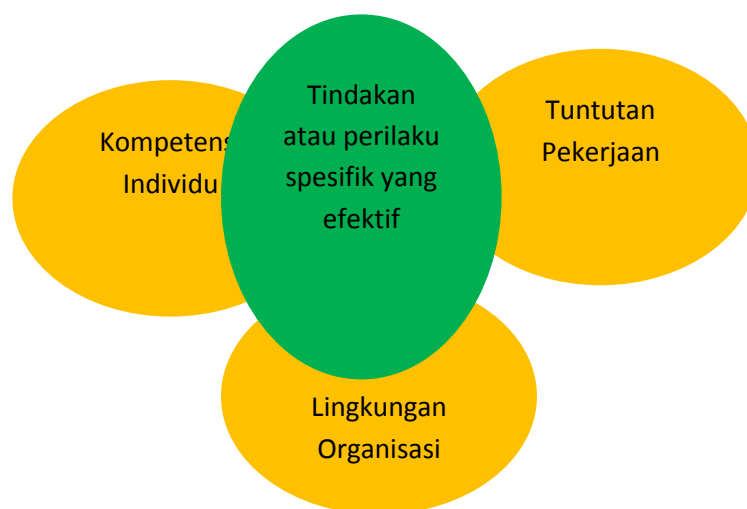 Kompetens
Individu
Tindakan
atau perilaku
spesifik yang
efektif
Tuntutan
Pekerjaan
Lingkungan
Organisasi